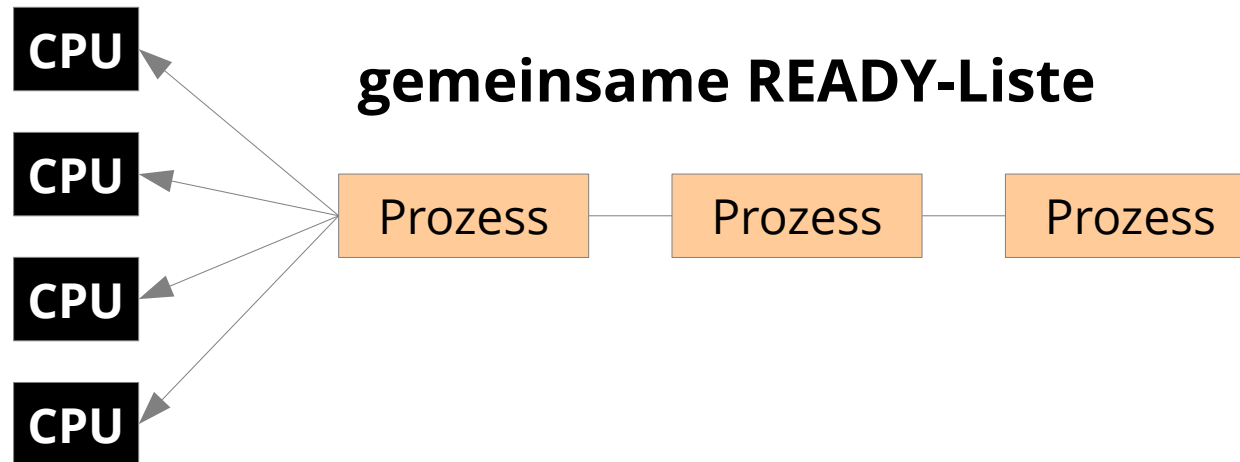 CPU
gemeinsame READY-Liste
CPU
Prozess Prozess Prozess
CPU
CPU